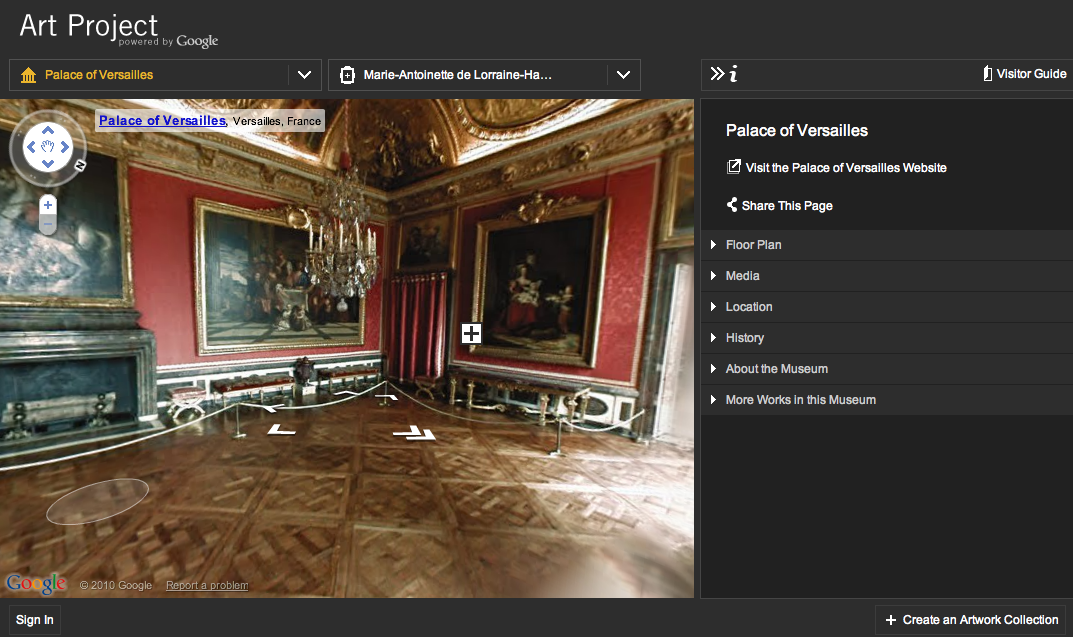 Art Project
powered by Google
Palace of Versailles
Marie-Antoinette de Lorraine-Ha...
i
Visitor Guide
Palace of Versailles, Versailles, France
N
Palace of Versailles
Visit the Palace of Versailles Website
Share This Page
Floor Plan
Media
Location
History
About the Museum
More Works in this Museum
Google © 2010 Google Report a problem
Sign In
+ Create an Artwork Collection